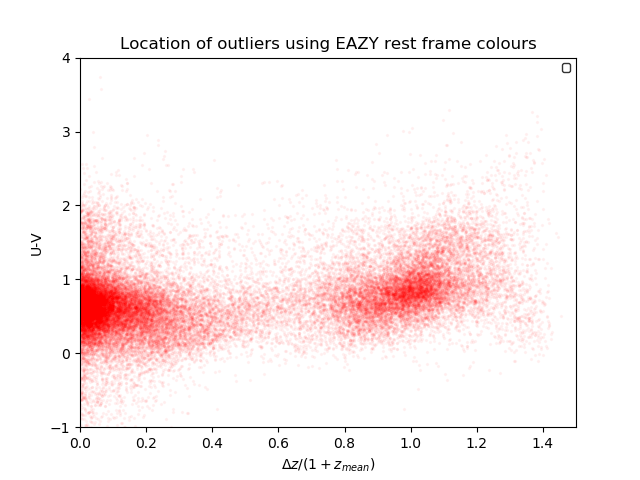 Location of outliers using EAZY rest frame colours
4
3
2
1
0
−1
U-V
0.0 0.2 0.4 0.6 0.8 1.0 1.2 1.4
Δz/(1 + z_mean)